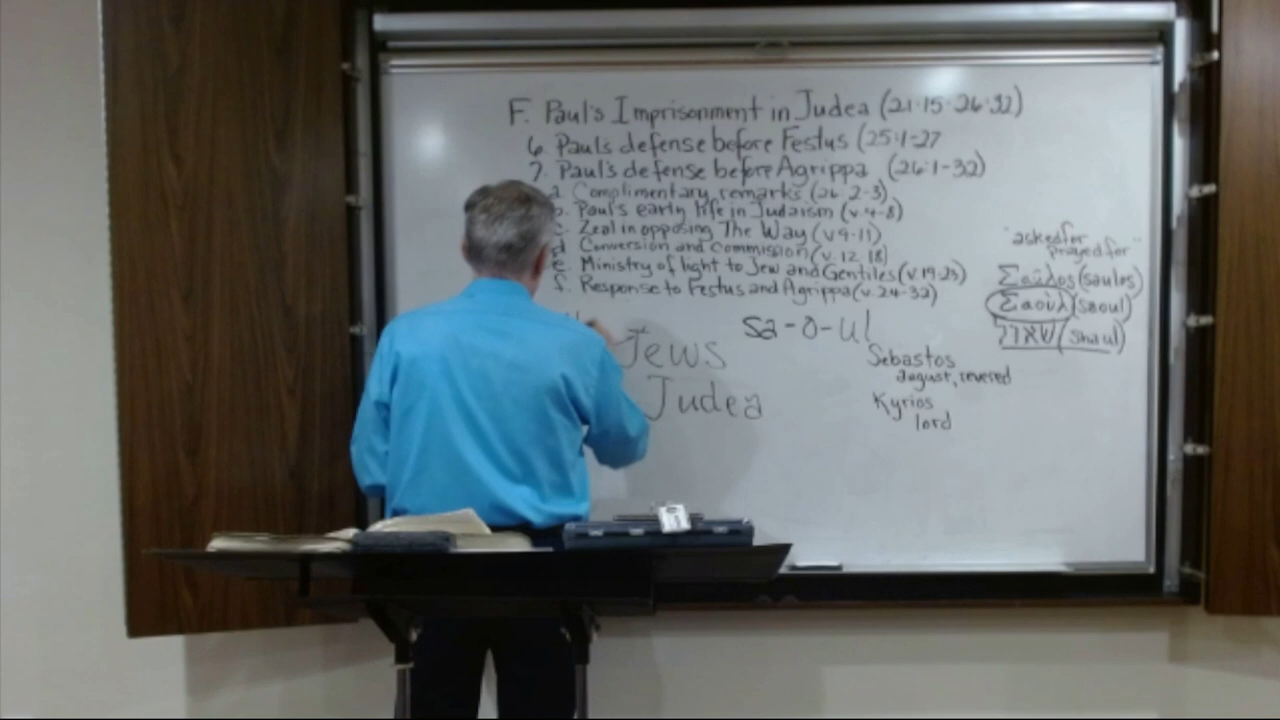 F. Paul's Imprisonment in Judea (21:15-26:32)
6. Paul's defense before Festus (25:1-27
7. Paul's defense before Agrippa (26:1-32)
a. Complimentary remarks (26:2-3)
b. Paul's early life in Judaism (v.4-8)
c. Zeal in opposing The Way (v9-11)
d Conversion and Commission (v.12-18)
e. Ministry of light to Jew and Gentiles (v.19-23)
f. Response to Festus and Agrippa (v.24-32)
"asked for
prayed for"
Σαῦλος (saulos)
Σαούλ (saoul)
שאול (Shaul)
sa-o-ul
Jews
Judea
Sebastos
august, revered
Kyrios
lord